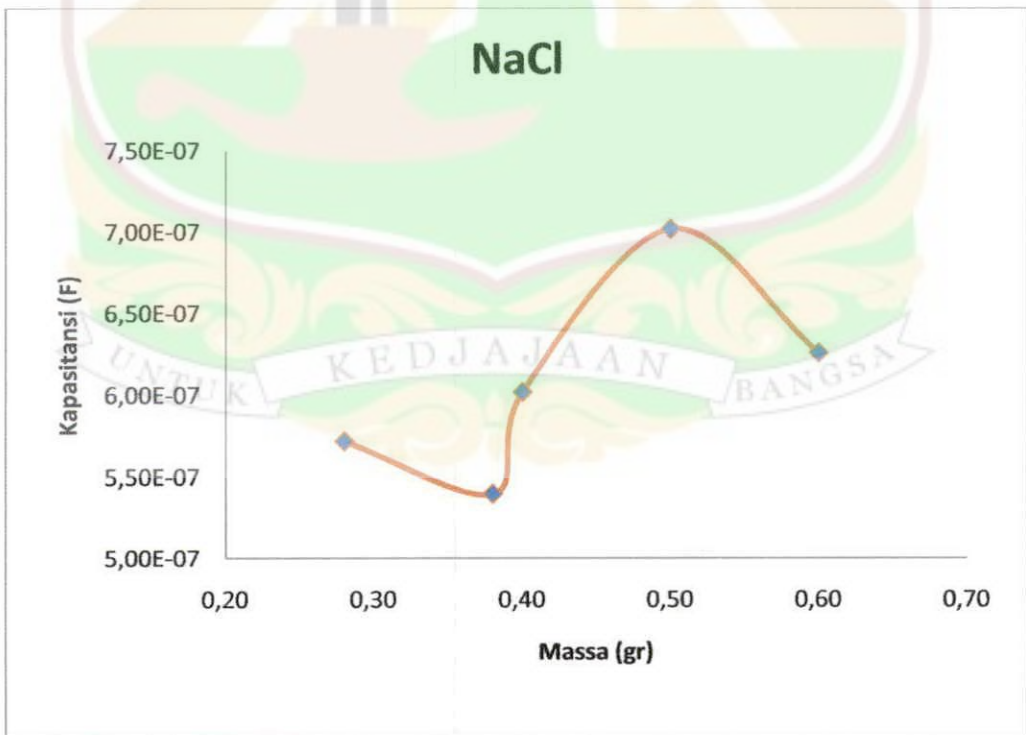 NaCl
7,50E-07
7,00E-07
6,50E-07
6,00E-07
5,50E-07
5,00E-07
Kapasitansi (F)
0,20 0,30 0,40 0,50 0,60 0,70
Massa (gr)
UNTUK KEDJAJAAN BANGSA